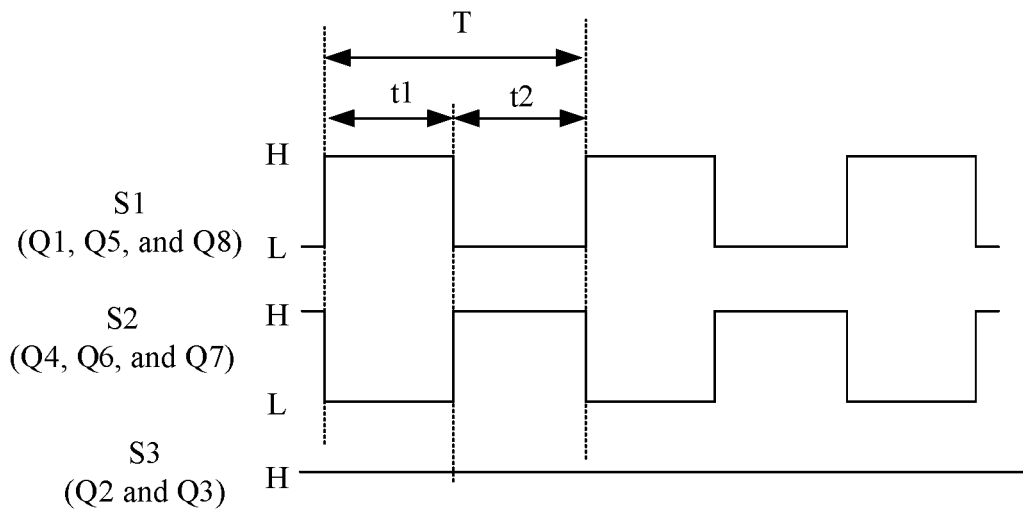 T
t1
t2
H
S1
(Q1, Q5, and Q8)
L
H
S2
(Q4, Q6, and Q7)
L
S3
(Q2 and Q3)
H